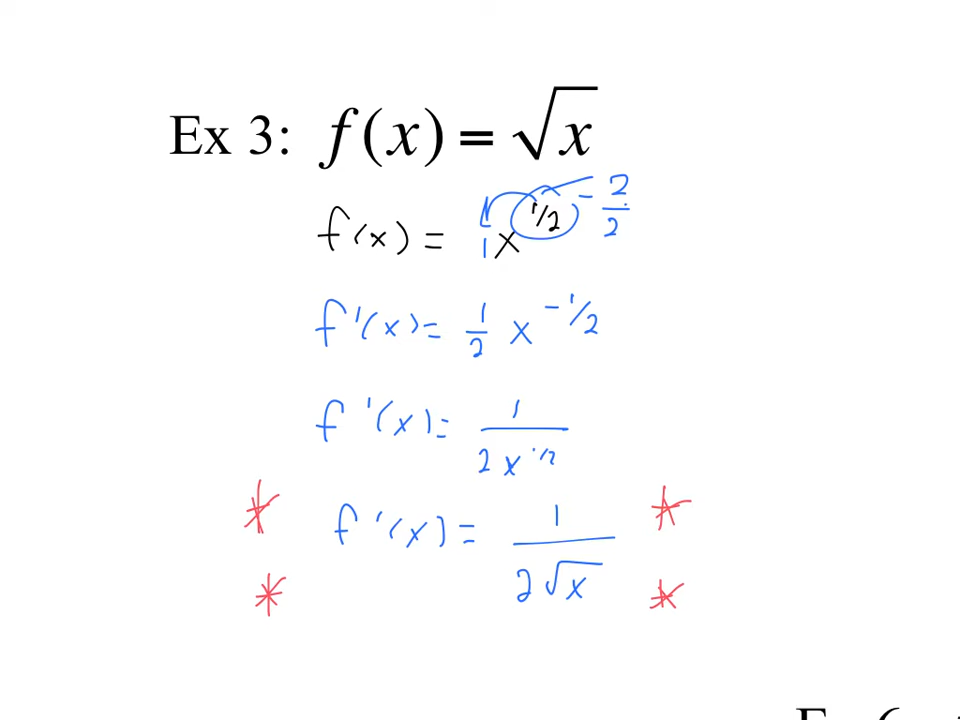 Ex 3: f(x) = √x
f(x) = 1x^1/2 - 2/2
f'(x) = 1/2 x^-1/2
f'(x) = 1/2x^1/2
* f'(x) = 1/2√x *
* *